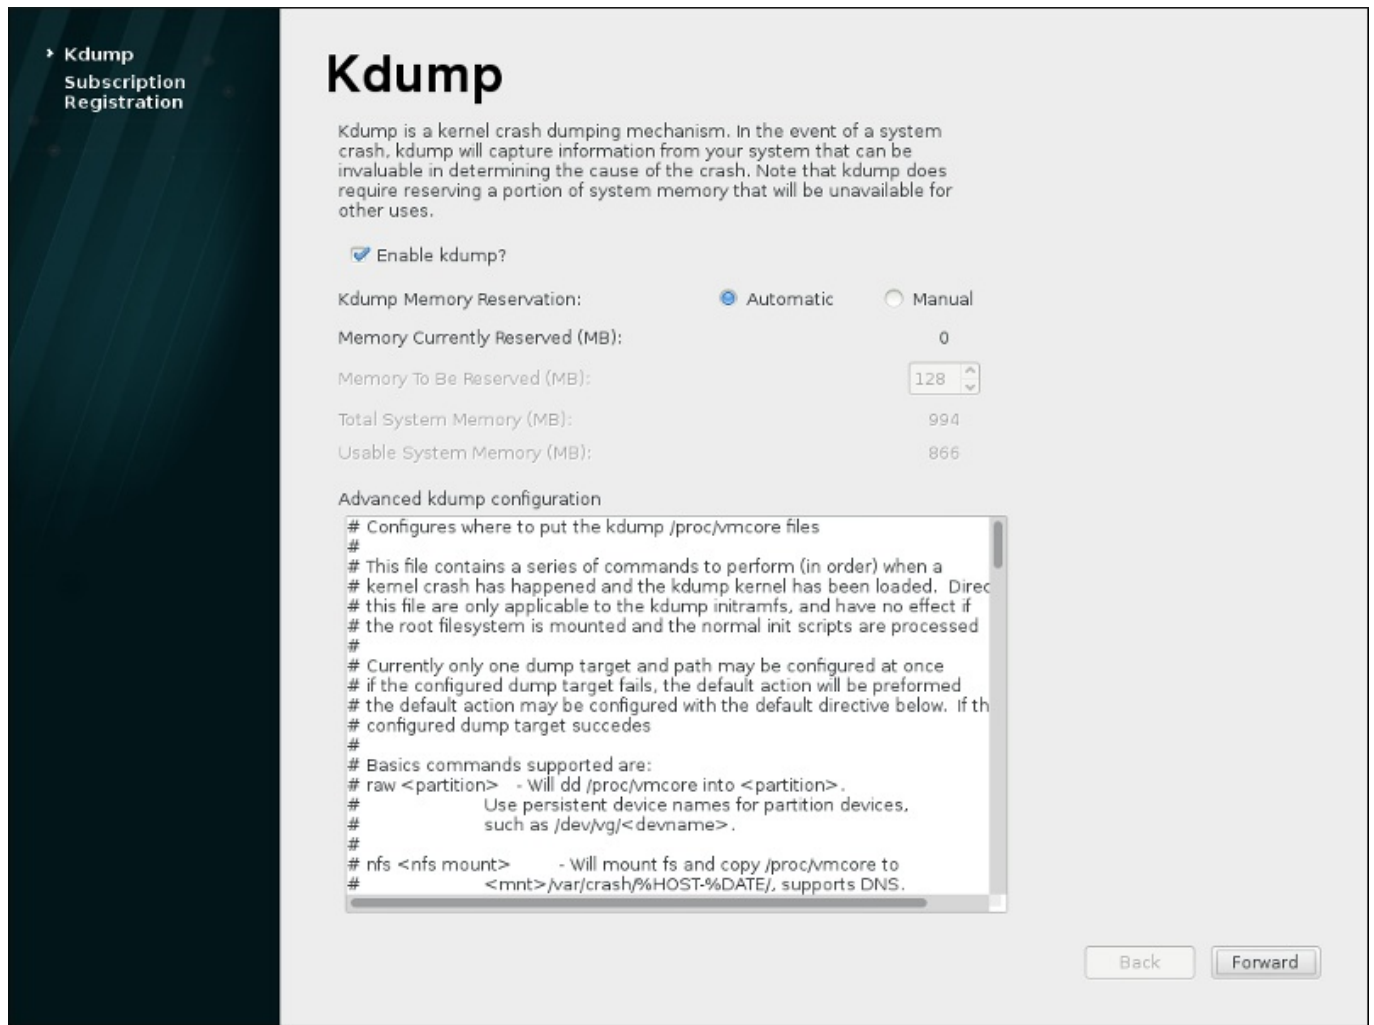 Kdump
Subscription
Registration
Kdump
Kdump is a kernel crash dumping mechanism. In the event of a system
crash, kdump will capture information from your system that can be
invaluable in determining the cause of the crash. Note that kdump does
require reserving a portion of system memory that will be unavailable for
other uses.
Enable kdump?
Kdump Memory Reservation: Automatic Manual
Memory Currently Reserved (MB): 0
Memory To Be Reserved (MB): 128
Total System Memory (MB): 994
Usable System Memory (MB): 866
Advanced kdump configuration
# Configures where to put the kdump /proc/vmcore files
#
# This file contains a series of commands to perform (in order) when a
# kernel crash has happened and the kdump kernel has been loaded. Direc
# this file are only applicable to the kdump initramfs, and have no effect if
# the root filesystem is mounted and the normal init scripts are processed
#
# Currently only one dump target and path may be configured at once
# if the configured dump target fails, the default action will be preformed
# the default action may be configured with the default directive below. If th
# configured dump target succedes
#
# Basics commands supported are:
# raw <partition> - Will dd /proc/vmcore into <partition>.
# Use persistent device names for partition devices,
# such as /dev/vg/<devname>.
#
# nfs <nfs mount> - Will mount fs and copy /proc/vmcore to
# <mnt>/var/crash/%HOST-%DATE/, supports DNS.
Back Forward